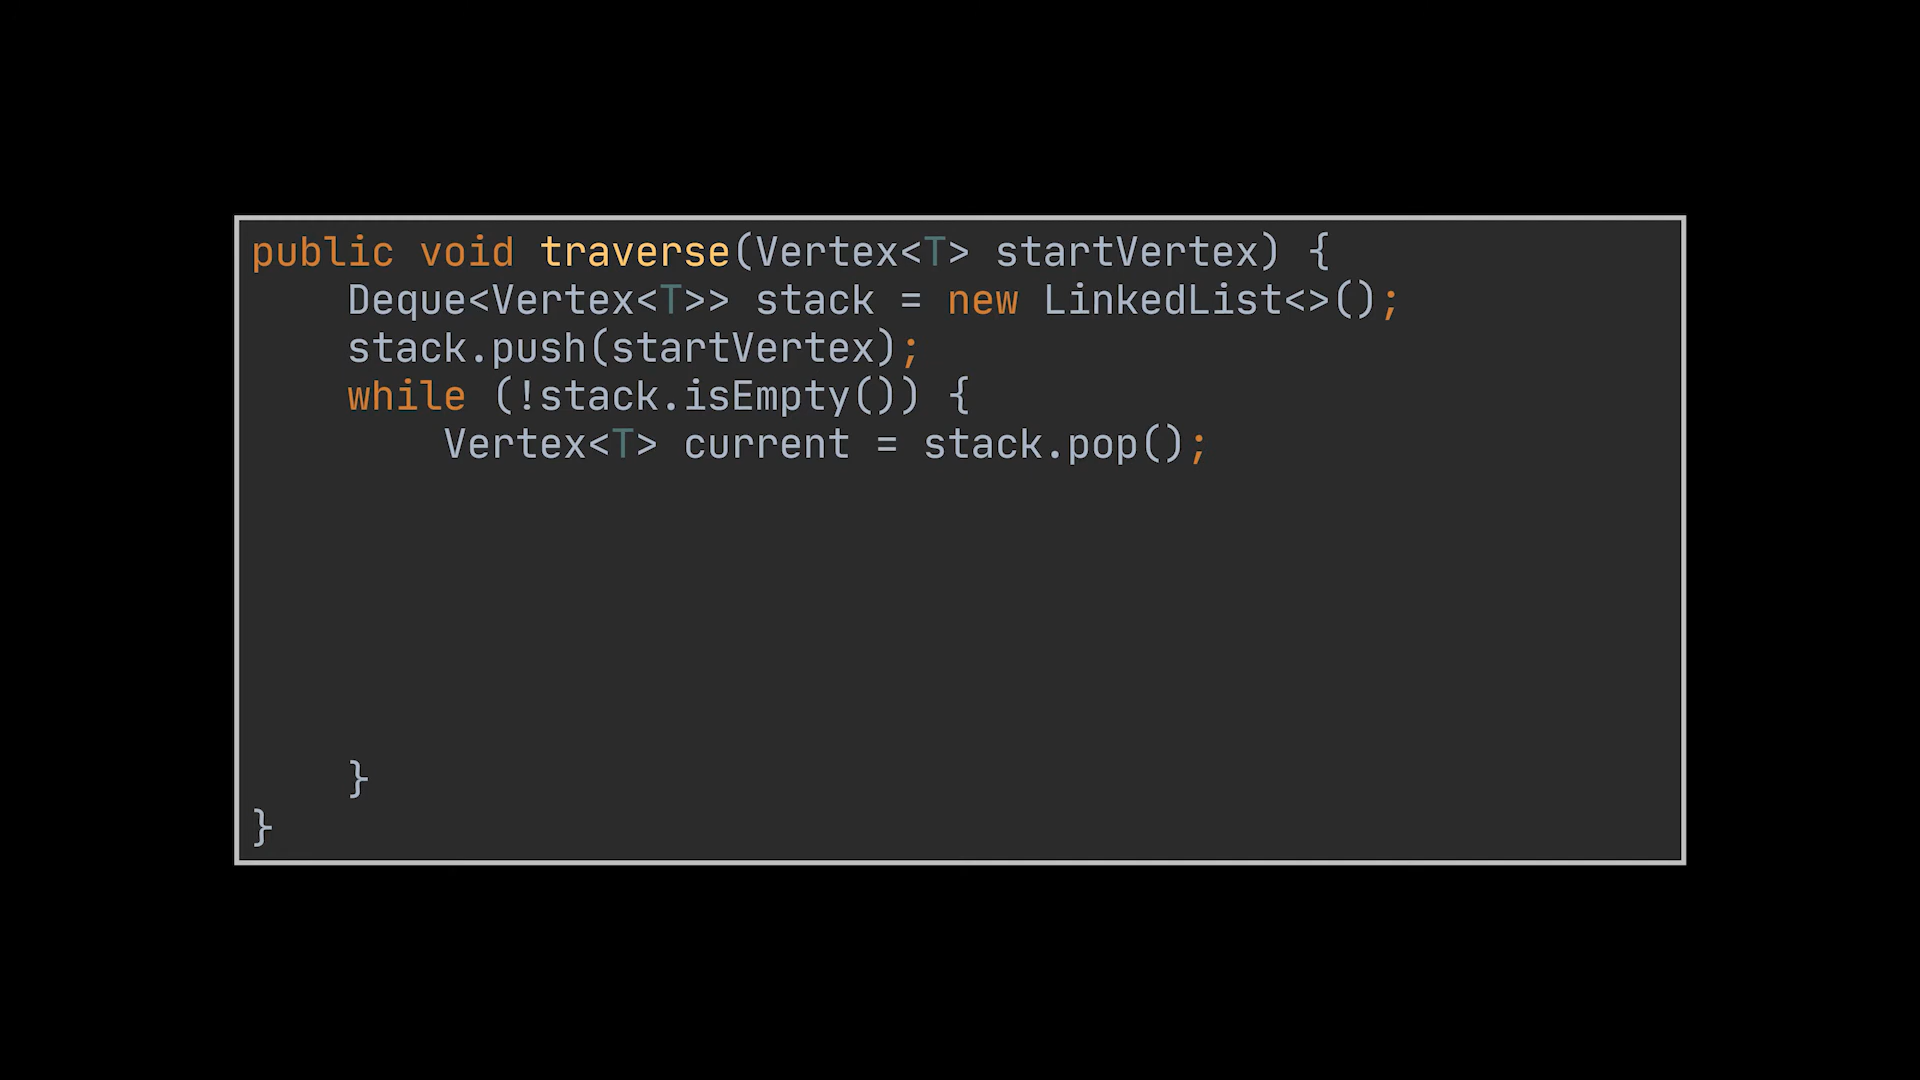 public void traverse(Vertex<T> startVertex) {
    Deque<Vertex<T>> stack = new LinkedList<>();
    stack.push(startVertex);
    while (!stack.isEmpty()) {
        Vertex<T> current = stack.pop();
    }
}